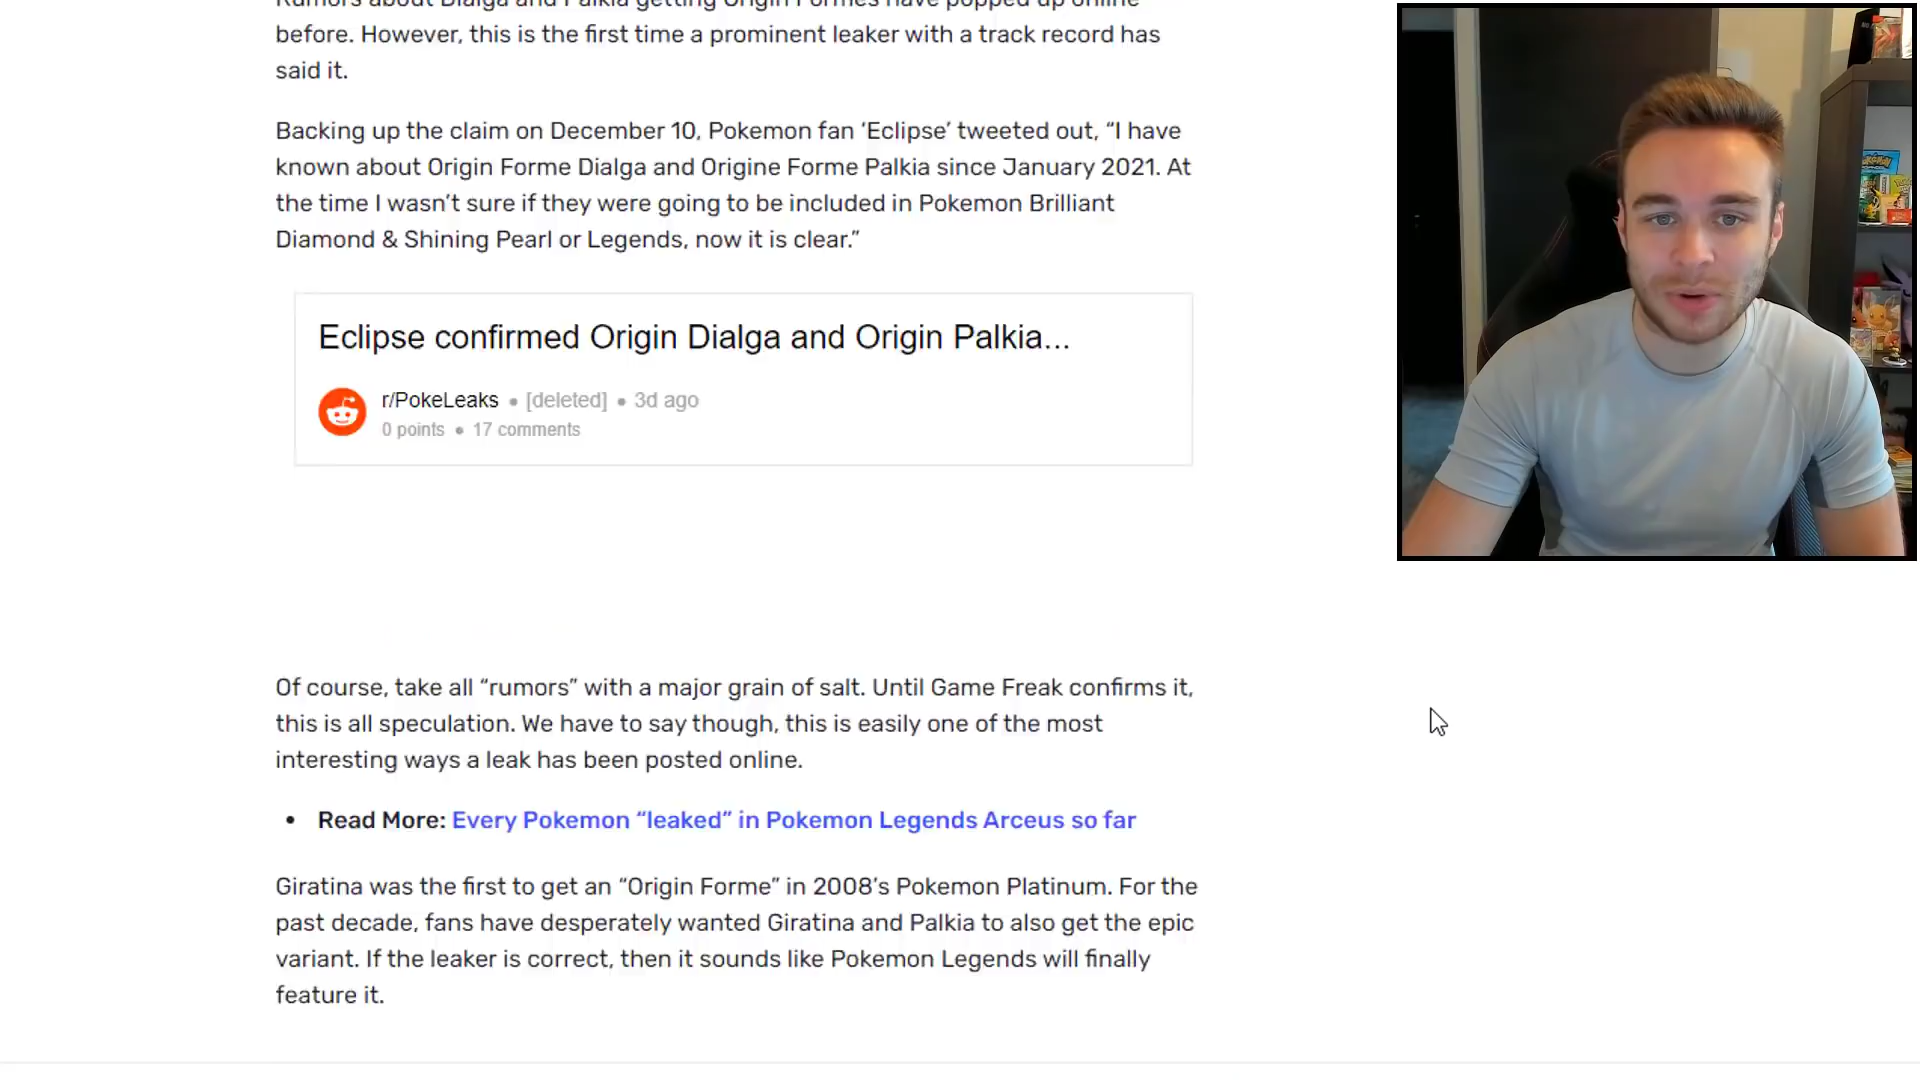 Rumors about Dialga and Palkia getting Origin Formes have popped up online
before. However, this is the first time a prominent leaker with a track record has
said it.
Backing up the claim on December 10, Pokemon fan ‘Eclipse’ tweeted out, “I have
known about Origin Forme Dialga and Origine Forme Palkia since January 2021. At
the time I wasn’t sure if they were going to be included in Pokemon Brilliant
Diamond & Shining Pearl or Legends, now it is clear.”
Eclipse confirmed Origin Dialga and Origin Palkia...
r/PokeLeaks • [deleted] • 3d ago
0 points • 17 comments
Of course, take all “rumors” with a major grain of salt. Until Game Freak confirms it,
this is all speculation. We have to say though, this is easily one of the most
interesting ways a leak has been posted online.
• Read More: Every Pokemon “leaked” in Pokemon Legends Arceus so far
Giratina was the first to get an “Origin Forme” in 2008’s Pokemon Platinum. For the
past decade, fans have desperately wanted Giratina and Palkia to also get the epic
variant. If the leaker is correct, then it sounds like Pokemon Legends will finally
feature it.